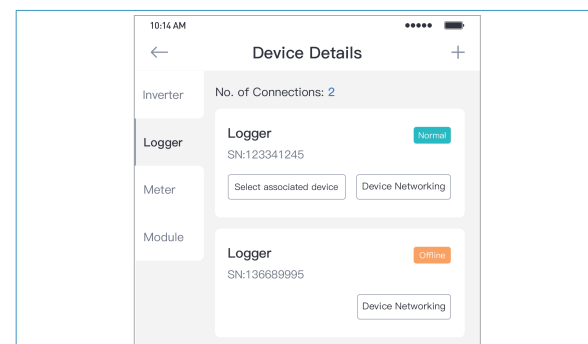 10:14 AM
Device Details
Inverter
Logger
Meter
Module
No. of Connections: 2
Logger
Normal
SN:123341245
Select associated device
Device Networking
Logger
Offline
SN:136689995
Device Networking